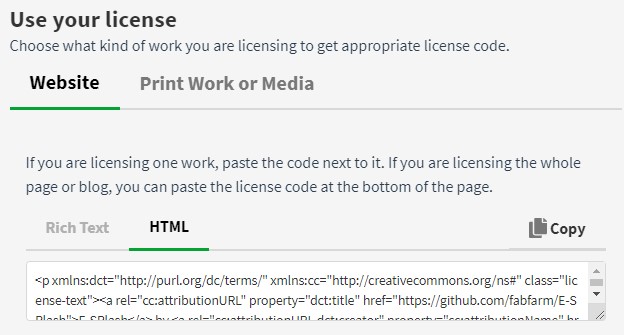 Use your license
Choose what kind of work you are licensing to get appropriate license code.
Website Print Work or Media
If you are licensing one work, paste the code next to it. If you are licensing the whole
page or blog, you can paste the license code at the bottom of the page.
Rich Text HTML Copy
<p xmlns:dct="http://purl.org/dc/terms/" xmlns:cc="http://creativecommons.org/ns#" class="lic
ense-text"><a rel="cc:attributionURL" property="dct:title" href="https://github.com/fabfarm/E-S
Plash">E-SPlash</a> by <a rel="cc:attributionURL dct:creator" property="cc:attributionName" hr